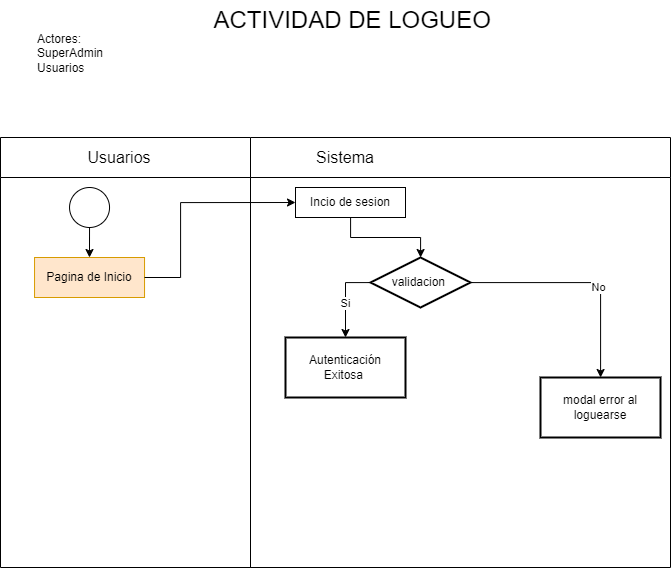 ACTIVIDAD DE LOGUEO
Actores:
SuperAdmin
Usuarios
Usuarios
Sistema
Incio de sesion
Pagina de Inicio
validacion
Si
No
Autenticación
Exitosa
modal error al
loguearse